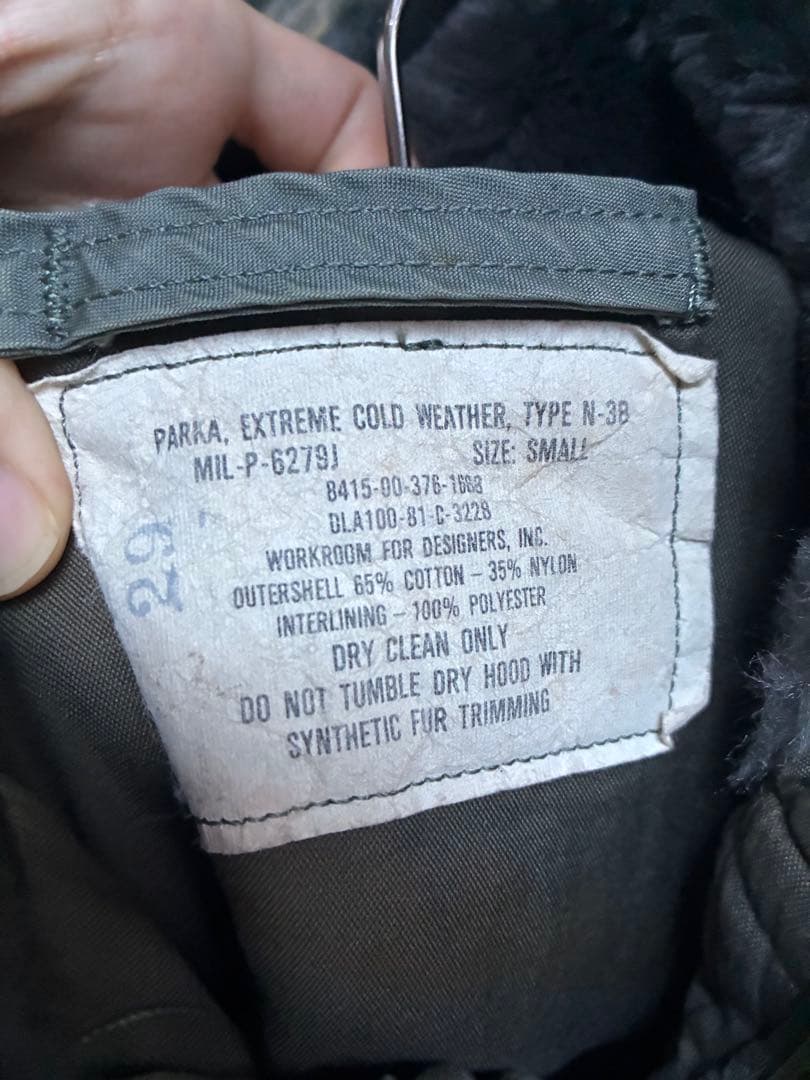 PARKA, EXTREME COLD WEATHER, TYPE N-3B
MIL-P-6279J SIZE: SMALL
8415-00-376-1668
DLA100-81-C-3228
WORKROOM FOR DESIGNERS, INC.
OUTERSHELL 65% COTTON - 35% NYLON
INTERLINING - 100% POLYESTER
DRY CLEAN ONLY
DO NOT TUMBLE DRY HOOD WITH
SYNTHETIC FUR TRIMMING
29